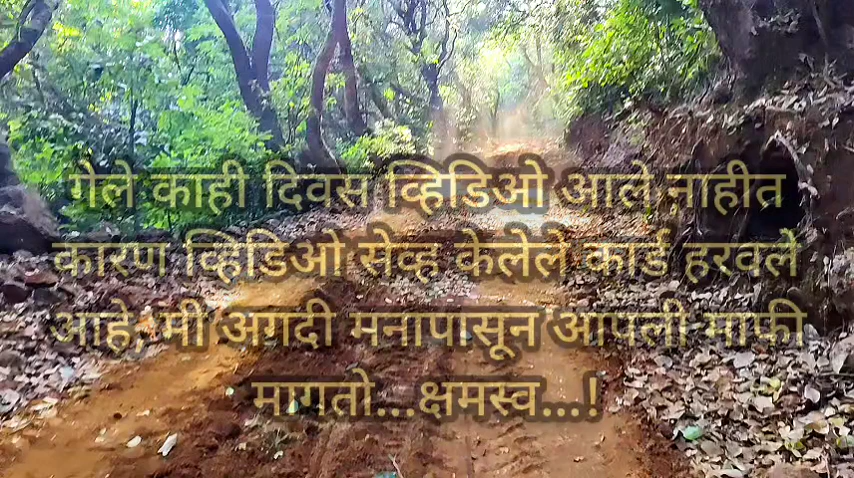 गेले काही दिवस व्हिडिओ आले नाहीत
कारण व्हिडिओ सेव्ह केलेले कार्ड हरवले
आहे, मी अगदी मनापासून आपली माफी
मागतो...क्षमस्व...!